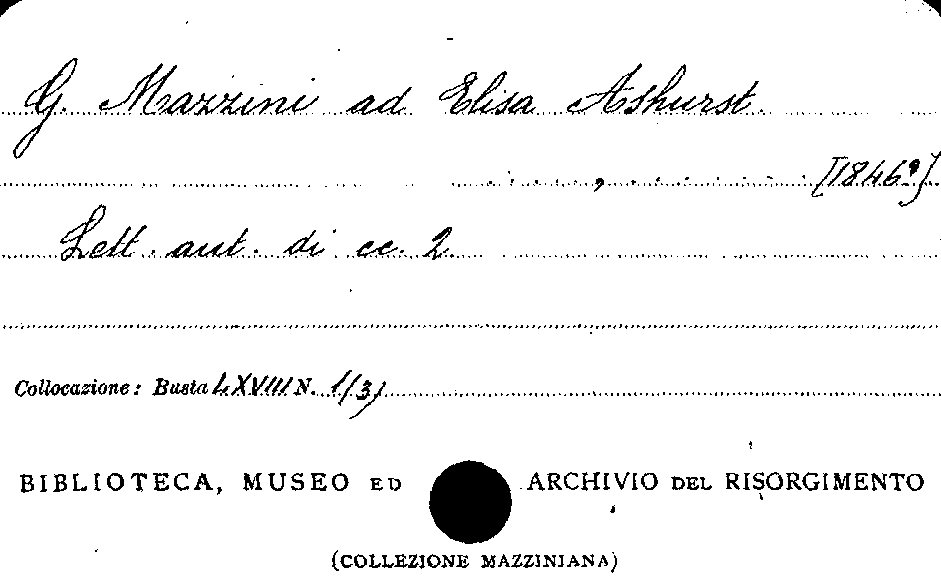 G. Mazzini ad Elisa Ashurst.
, [1846?]
Lett. aut. di cc. 2.
Collocazione: Busta LXVIII N. 1(3)
BIBLIOTECA, MUSEO ED ARCHIVIO DEL RISORGIMENTO
(COLLEZIONE MAZZINIANA)